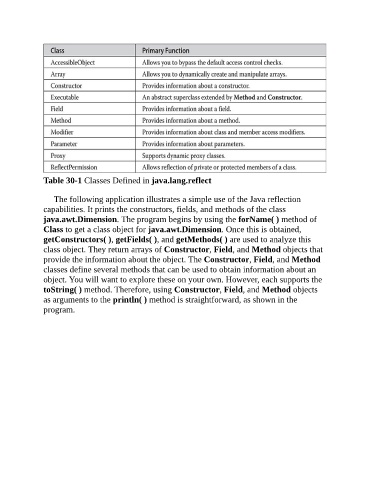 Class Primary Function
AccessibleObject Allows you to bypass the default access control checks.
Array Allows you to dynamically create and manipulate arrays.
Constructor Provides information about a constructor.
Executable An abstract superclass extended by Method and Constructor.
Field Provides information about a field.
Method Provides information about a method.
Modifier Provides information about class and member access modifiers.
Parameter Provides information about parameters.
Proxy Supports dynamic proxy classes.
ReflectPermission Allows reflection of private or protected members of a class.
Table 30-1 Classes Defined in java.lang.reflect
The following application illustrates a simple use of the Java reflection
capabilities. It prints the constructors, fields, and methods of the class
java.awt.Dimension. The program begins by using the forName( ) method of
Class to get a class object for java.awt.Dimension. Once this is obtained,
getConstructors( ), getFields( ), and getMethods( ) are used to analyze this
class object. They return arrays of Constructor, Field, and Method objects that
provide the information about the object. The Constructor, Field, and Method
classes define several methods that can be used to obtain information about an
object. You will want to explore these on your own. However, each supports the
toString( ) method. Therefore, using Constructor, Field, and Method objects
as arguments to the println( ) method is straightforward, as shown in the
program.